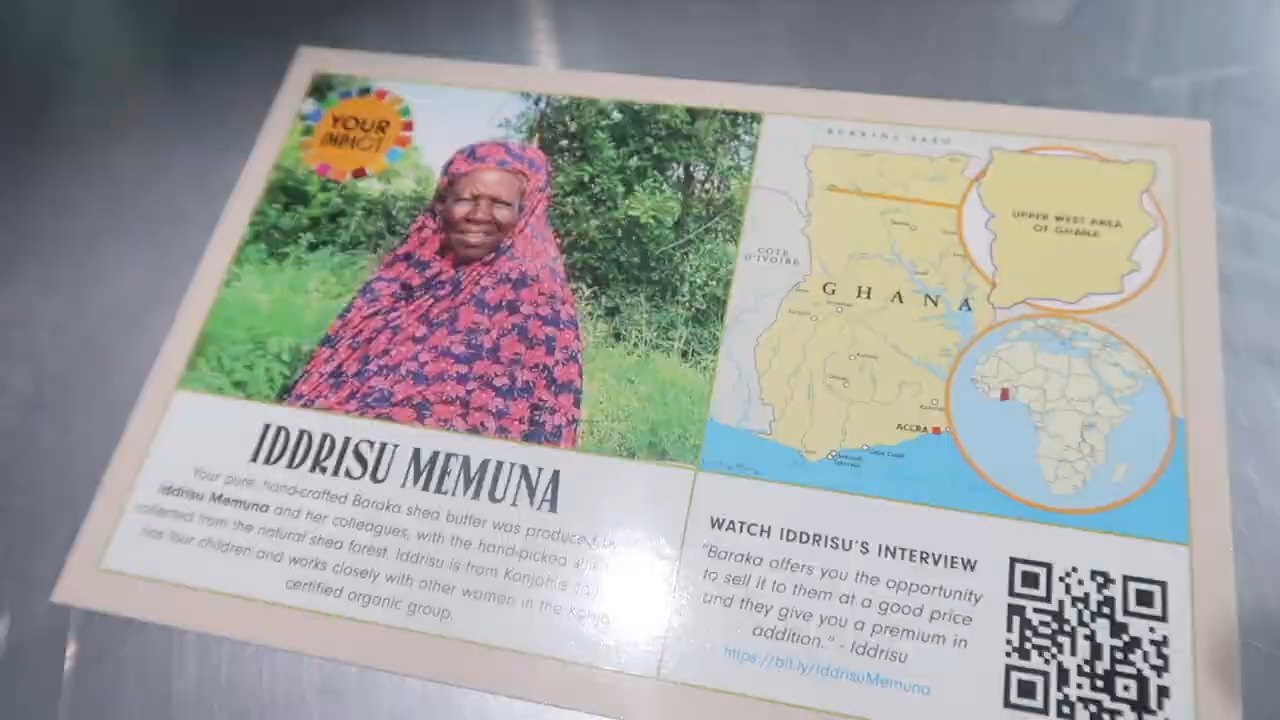 YOUR
IMPACT
IDDRISU MEMUNA
Your pure, hand-crafted Baraka shea butter was produced by
Iddrisu Memuna and her colleagues, with the hand-picked
collected from the natural shea forest. Iddrisu is from Konjohie
has four children and works closely with other women in the
certified organic group.
BURKINA FASO
COTE
D'IVOIRE
GHANA
ACCRA
UPPER WEST AREA
OF GHANA
WATCH IDDRISU'S INTERVIEW
"Baraka offers you the opportunity
to sell it to them at a good price
and they give you a premium in
addition." - Iddrisu
https://bit.ly/IddrisuMemuna